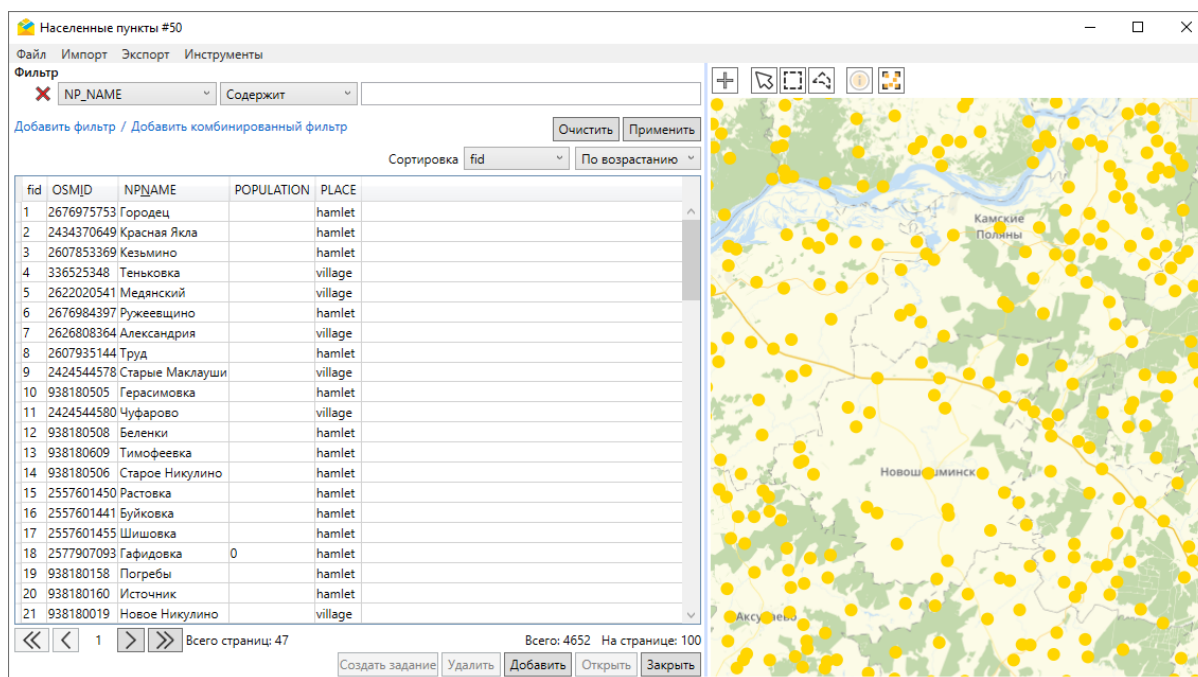 Населенные пункты #50
Файл Импорт Экспорт Инструменты
Фильтр
NP_NAME Содержит
Добавить фильтр / Добавить комбинированный фильтр
Очистить Применить
Сортировка fid По возрастанию
fid OSMID NPNAME POPULATION PLACE
1 2676975753 Городец hamlet
2 2434370649 Красная Якла hamlet
3 2607853369 Кезьмино hamlet
4 336525348 Теньковка village
5 2622020541 Медянский village
6 2676984397 Ружеевщино hamlet
7 2626808364 Александрия village
8 2607935144 Труд hamlet
9 2424544578 Старые Маклауши village
10 938180505 Герасимовка hamlet
11 2424544580 Чуфарово village
12 938180508 Беленки hamlet
13 938180609 Тимофеевка hamlet
14 938180506 Старое Никулино hamlet
15 2557601450 Растовка hamlet
16 2557601441 Буйковка hamlet
17 2557601455 Шишовка hamlet
18 2577907093 Гафидовка 0 hamlet
19 938180158 Погребы hamlet
20 938180160 Источник hamlet
21 938180019 Новое Никулино village
1 Всего страниц: 47
Всего: 4652 На странице: 100
Создать задание Удалить Добавить Открыть Закрыть
Камские
Поляны